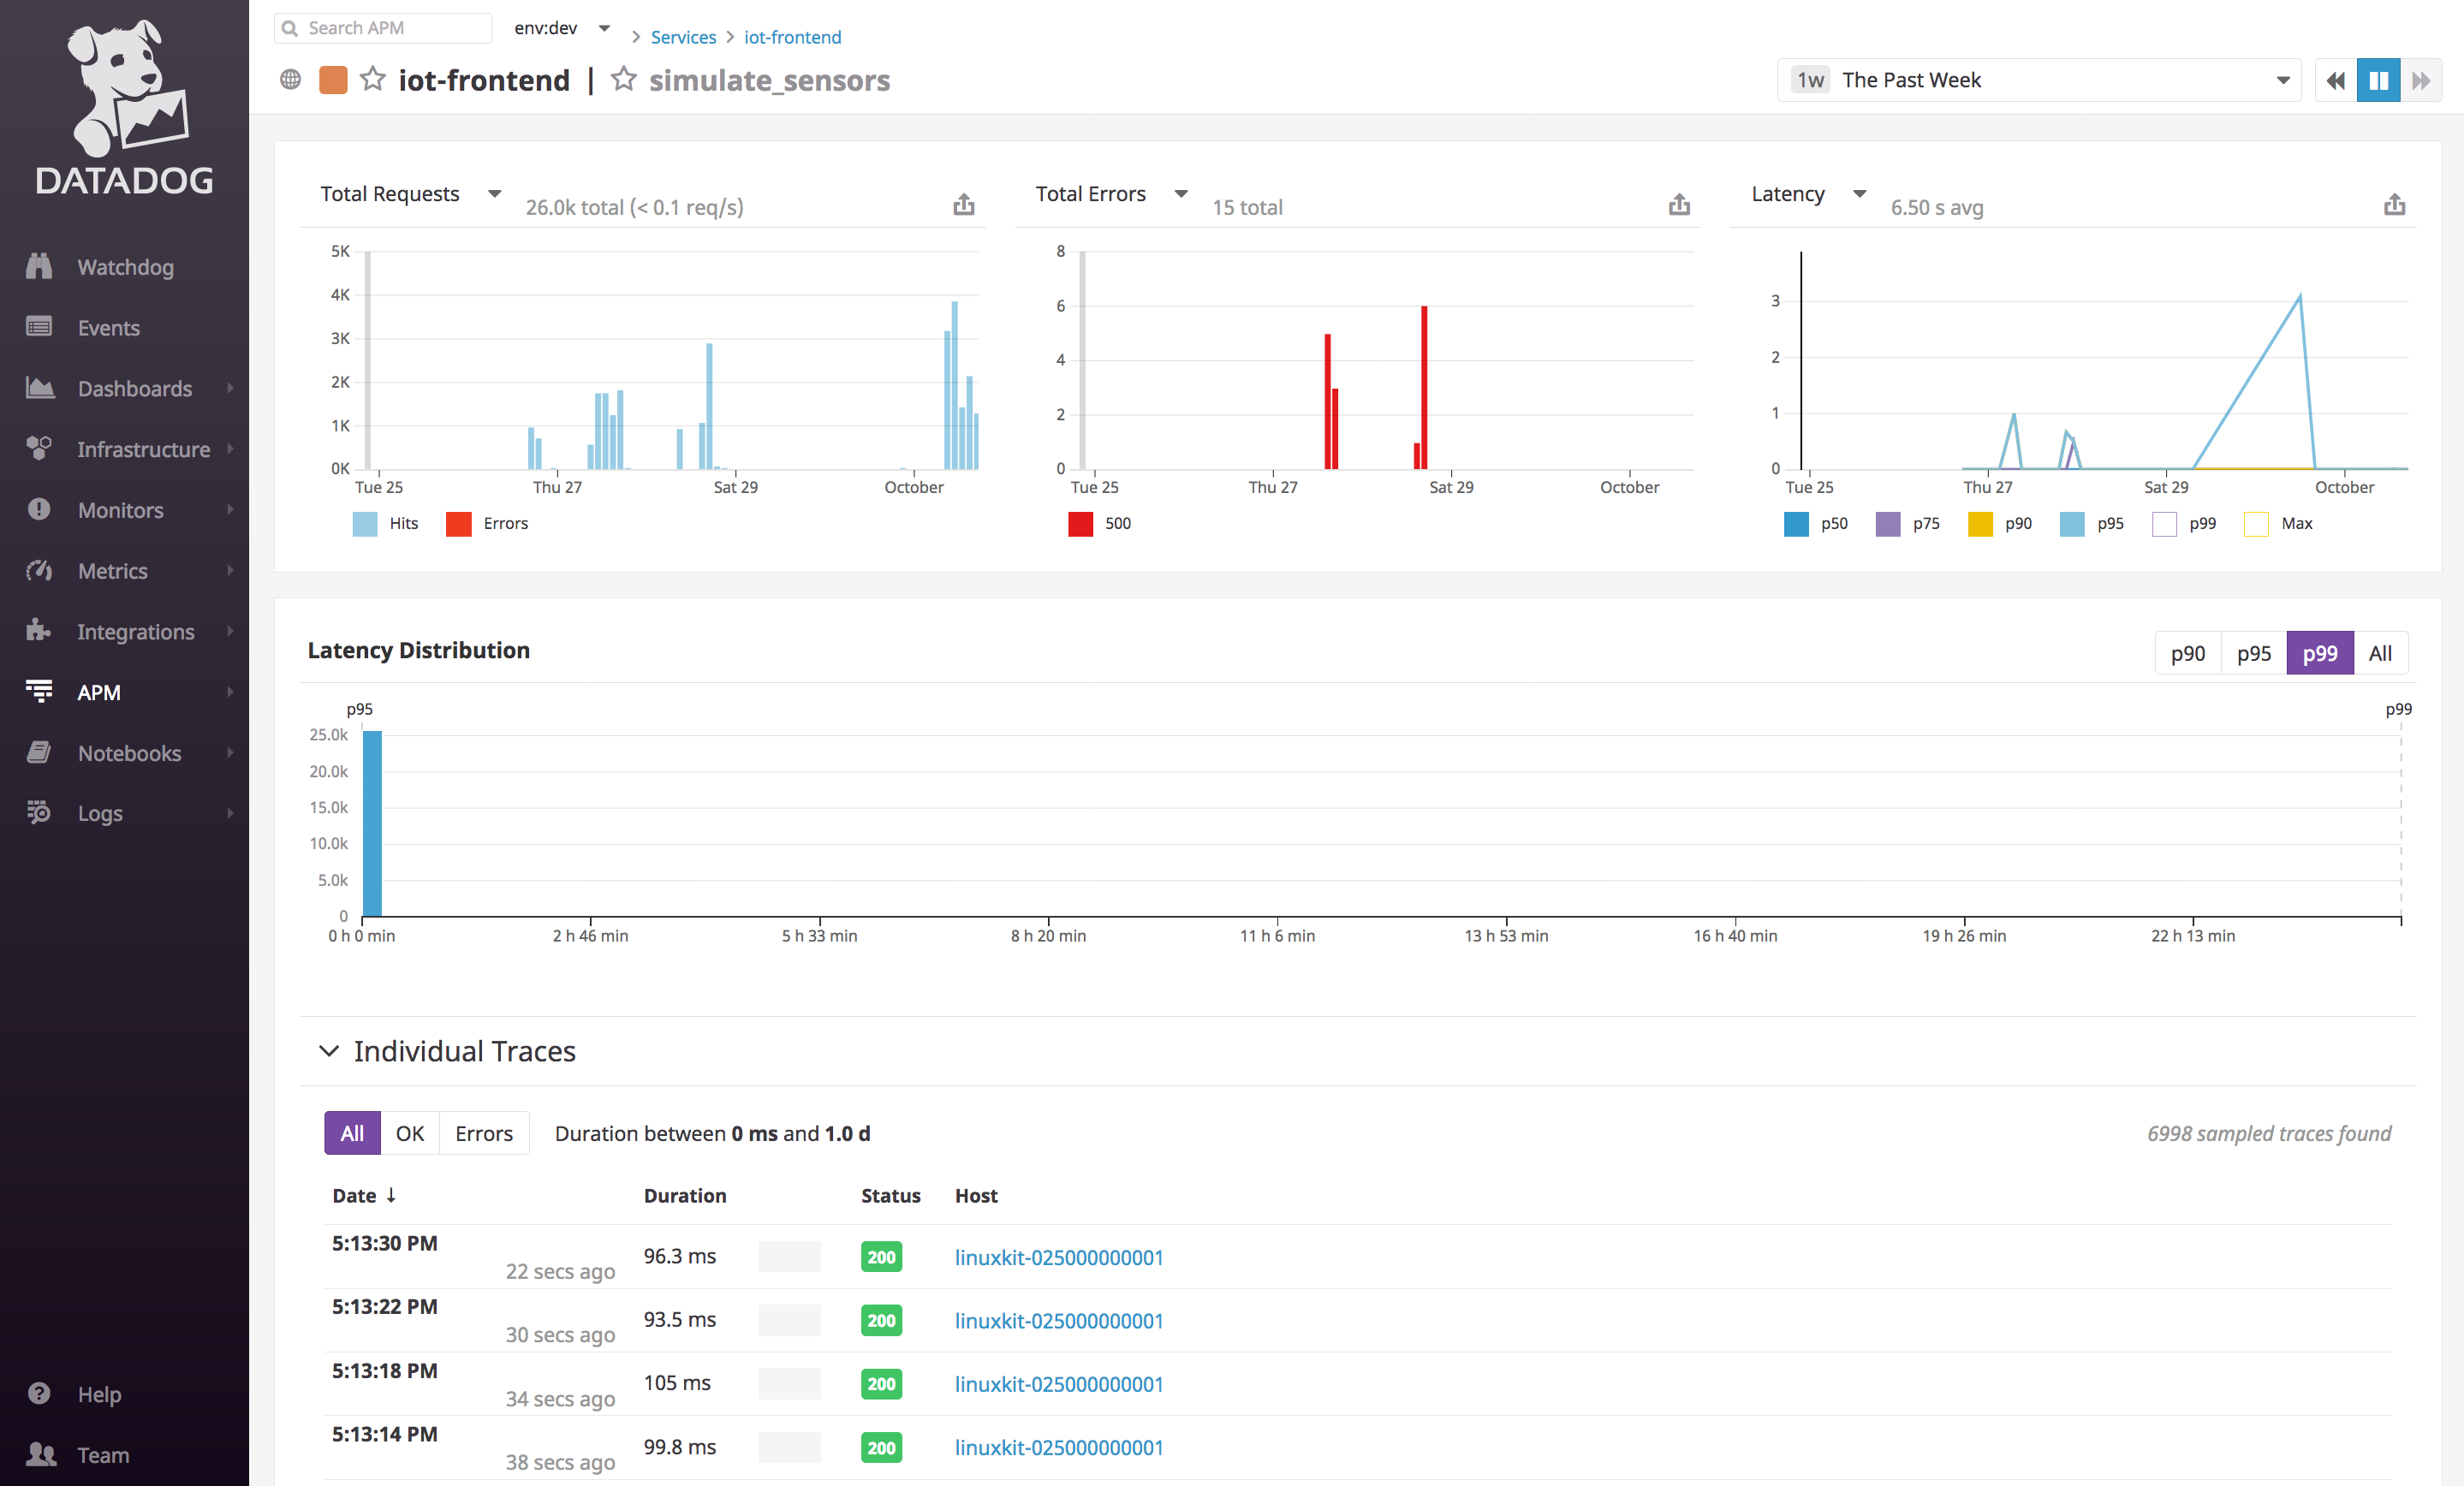 DATADOG
Watchdog
Events
Dashboards
Infrastructure
Monitors
Metrics
Integrations
APM
Notebooks
Logs
Help
Team
Search APM
env:dev
Services
iot-frontend
iot-frontend | simulate_sensors
1w The Past Week
Total Requests 26.0k total (< 0.1 req/s)
5K
4K
3K
2K
1K
0K
Tue 25 Thu 27 Sat 29 October
Hits Errors
Total Errors 15 total
8
6
4
2
0
Tue 25 Thu 27 Sat 29 October
500
Latency 6.50 s avg
3
2
1
0
Tue 25 Thu 27 Sat 29 October
p50 p75 p90 p95 p99 Max
Latency Distribution
p90 p95 p99 All
p95 p99
25.0k
20.0k
15.0k
10.0k
5.0k
0
0 h 0 min 2 h 46 min 5 h 33 min 8 h 20 min 11 h 6 min 13 h 53 min 16 h 40 min 19 h 26 min 22 h 13 min
Individual Traces
All OK Errors Duration between 0 ms and 1.0 d 6998 sampled traces found
Date ↓ Duration Status Host
5:13:30 PM 22 secs ago 96.3 ms 200 linuxkit-025000000001
5:13:22 PM 30 secs ago 93.5 ms 200 linuxkit-025000000001
5:13:18 PM 34 secs ago 105 ms 200 linuxkit-025000000001
5:13:14 PM 38 secs ago 99.8 ms 200 linuxkit-025000000001